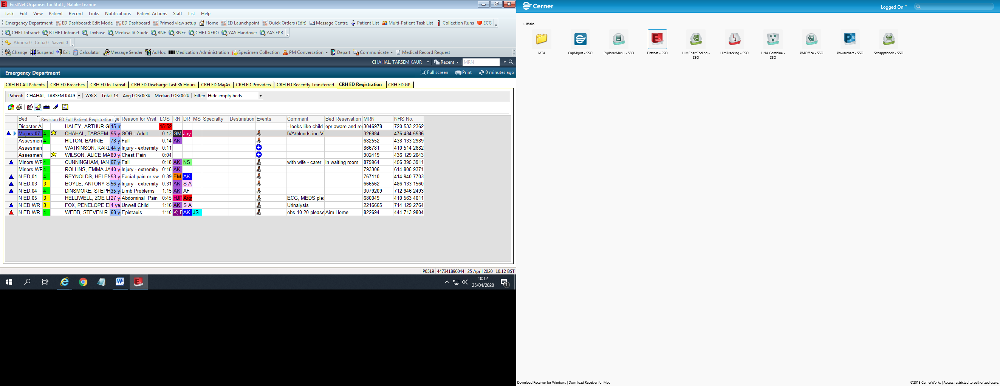 FirstNet Organiser for Stott , Natalie Leanne
Task Edit View Patient Record Links Notifications Patient Actions Staff List Help
Emergency Department ED Dashboard: Edit Mode ED Dashboard Primed view setup Home ED Launchpoint Quick Orders (Edit) Message Centre Patient List Multi-Patient Task List Collection Runs ECG
CHFT Intranet BTHFT Intranet Toxbase Medusa IV Guide BNF BNFc CHFT XERO YAS Handover YAS EPR
Abnor.: 0 Criti.: 0 Saved: 0
Change Suspend Exit Calculator Message Sender AdHoc Medication Administration Specimen Collection PM Conversation Depart Communicate Medical Record Request
CHAHAL, TARSEM KAUR Recent MRN
Emergency Department Full screen Print 0 minutes ago
CRH ED All Patients CRH ED Breaches CRH ED In Transit CRH ED Discharge Last 36 Hours CRH ED MajAx CRH ED Providers CRH ED Recently Transferred CRH ED Registration CRH ED GP
Patient: CHAHAL, TARSEM KAUR WR: 8 Total: 13 Avg LOS: 0:34 Median LOS: 0:24 Filter: Hide empty beds
Bed ge Reason for Visit LOS RN DR MS Specialty Destination Events Comment Bed Reservation MRN NHS No.
Revision ED Full Patient Registration
Disaster A HALEY, ARTHUR G 15 m 15:52 - looks like child epr aware and re 3046978 720 533 2362
Majors,07 4 CHAHAL, TARSEM 55 y SOB - Adult 0:13 GM Jay IVA/bloods inc VI 326884 476 434 5536
Assesment 4 HILTON, BARRIE 78 y Fall 0:14 AK 682552 438 133 2989
Assesment WATKINSON, KARL 44 y Injury - extremity 0:11 866781 410 514 2682
Assesment WILSON, ALICE MA 89 y Chest Pain 0:04 902419 436 129 2043
Minors WR 4 CUNNINGHAM, IAN 67 y Fall 0:18 AK NS with wife - carer In waiting room 879964 456 395 3911
Minors WR 4 ROLLINS, EMMA JA 40 y Injury - extremity 0:15 AK 793306 614 805 9371
N ED,01 4 REYNOLDS, HELEN 53 y Facial pain or sw 0:39 EM AK 767110 414 940 7703
N ED,03 3 BOYLE, ANTONY S 56 y Injury - extremity 0:31 AK S A 666562 486 133 1560
N ED,04 4 DINSMORE, STEPH 35 y Limb Problems 1:15 AK AF 3079209 712 946 2493
N ED,05 3 HELLIWELL, ZOE LI 27 y Abdominal Pain 0:45 HJP Arg ECG, MEDS plea 680049 410 563 4011
N ED WR 3 FOX, PENELOPE E 4 ye Unwell Child 1:16 AK S A Urinalysis 2216665 714 129 2764
N ED WR 4 WEBB, STEVEN R 68 y Epistaxis 1:10 K; E AK JS obs 10.20 please Aim Home 822694 444 713 9804
P0519 447341896044 25 April 2020 10:12 BST
10:12
25/04/2020
1
Cerner
Logged On
Main
MTA CapMgmt - SSO ExplorerMenu - SSO Firstnet - SSO HIMChartCoding - SSO HimTracking - SSO HNA Combine - SSO PMOffice - SSO Powerchart - SSO Schapptbook - SSO
Download Receiver for Windows | Download Receiver for Mac
©2015 CernerWorks | Access restricted to authorized users.